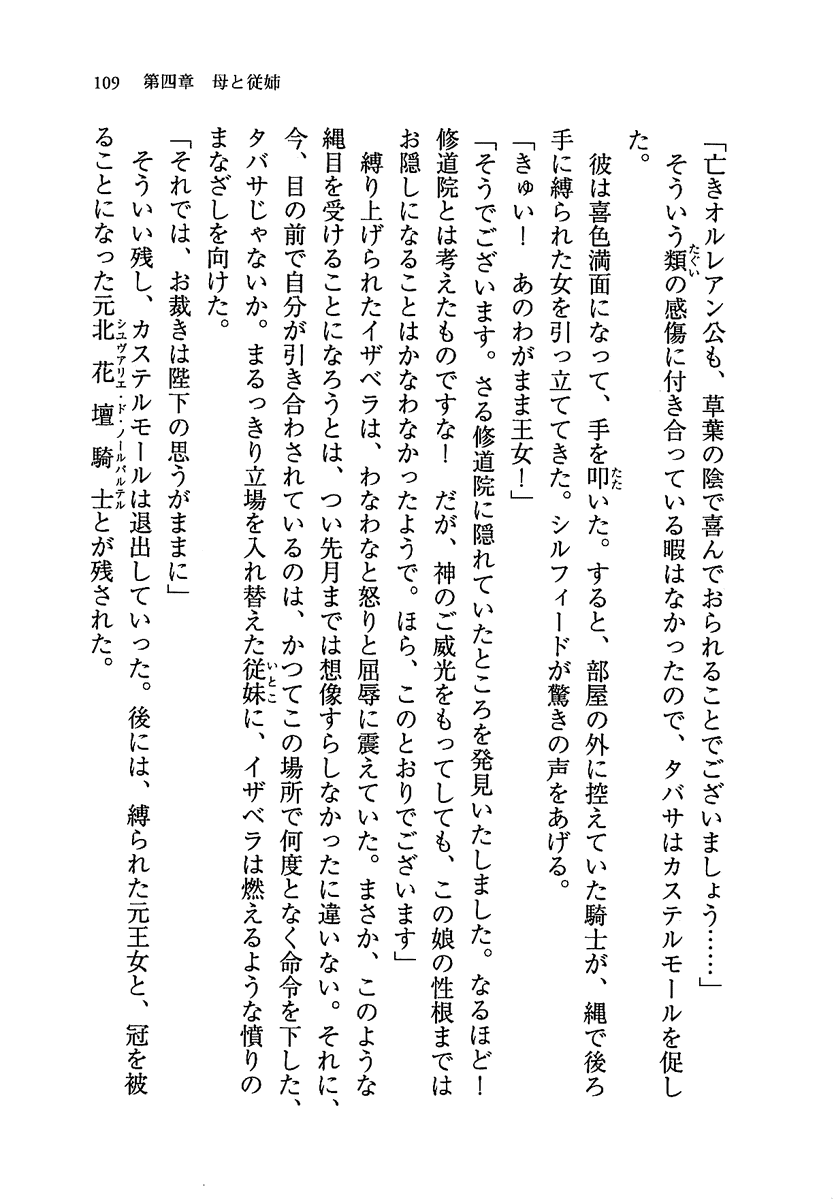 109　第四章　母と従姉
「亡きオルレアン公も、草葉の陰で喜んでおられることでございましょう……」
　そういう類の感傷に付き合っている暇はなかったので、タバサはカステルモールを促し
た。
　彼は喜色満面になって、手を叩いた。すると、部屋の外に控えていた騎士が、縄で後ろ
手に縛られた女を引っ立ててきた。シルフィードが驚きの声をあげる。
「きゅい！　あのわがまま王女！」
「そうでございます。さる修道院に隠れていたところを発見いたしました。なるほど！
修道院とは考えたものですな！　だが、神のご威光をもってしても、この娘の性根までは
お隠しになることはかなわなかったようで。ほら、このとおりでございます」
　縛り上げられたイザベラは、わなわなと怒りと屈辱に震えていた。まさか、このような
縄目を受けることになろうとは、つい先月までは想像すらしなかったに違いない。それに、
今、目の前で自分が引き合わされているのは、かつてこの場所で何度となく命令を下した、
タバサじゃないか。まるっきり立場を入れ替えた従妹に、イザベラは燃えるような憤りの
まなざしを向けた。
「それでは、お裁きは陛下の思うがままに」
　そういい残し、カステルモールは退出していった。後には、縛られた元王女と、冠を被
ることになった元北花壇騎士とが残された。
たぐい
たた
いとこ
シュヴァリエ・ド・ノールパルテル